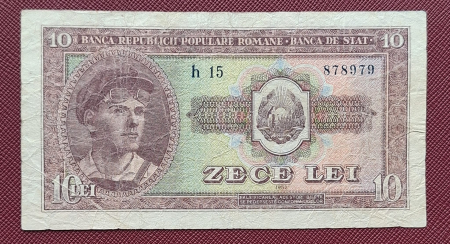 10 BANCA REPUBLICII POPULARE ROMANE - BANCA DE STAT - 10
h 15 878979
ZECE LEI
10 LEI 10